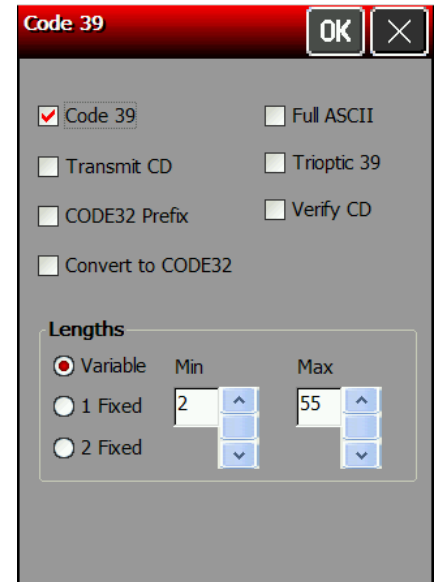 Code 39
OK
Code 39
Full ASCII
Transmit CD
Trioptic 39
CODE32 Prefix
Verify CD
Convert to CODE32
Lengths
Variable
Min
Max
1 Fixed
2
55
2 Fixed